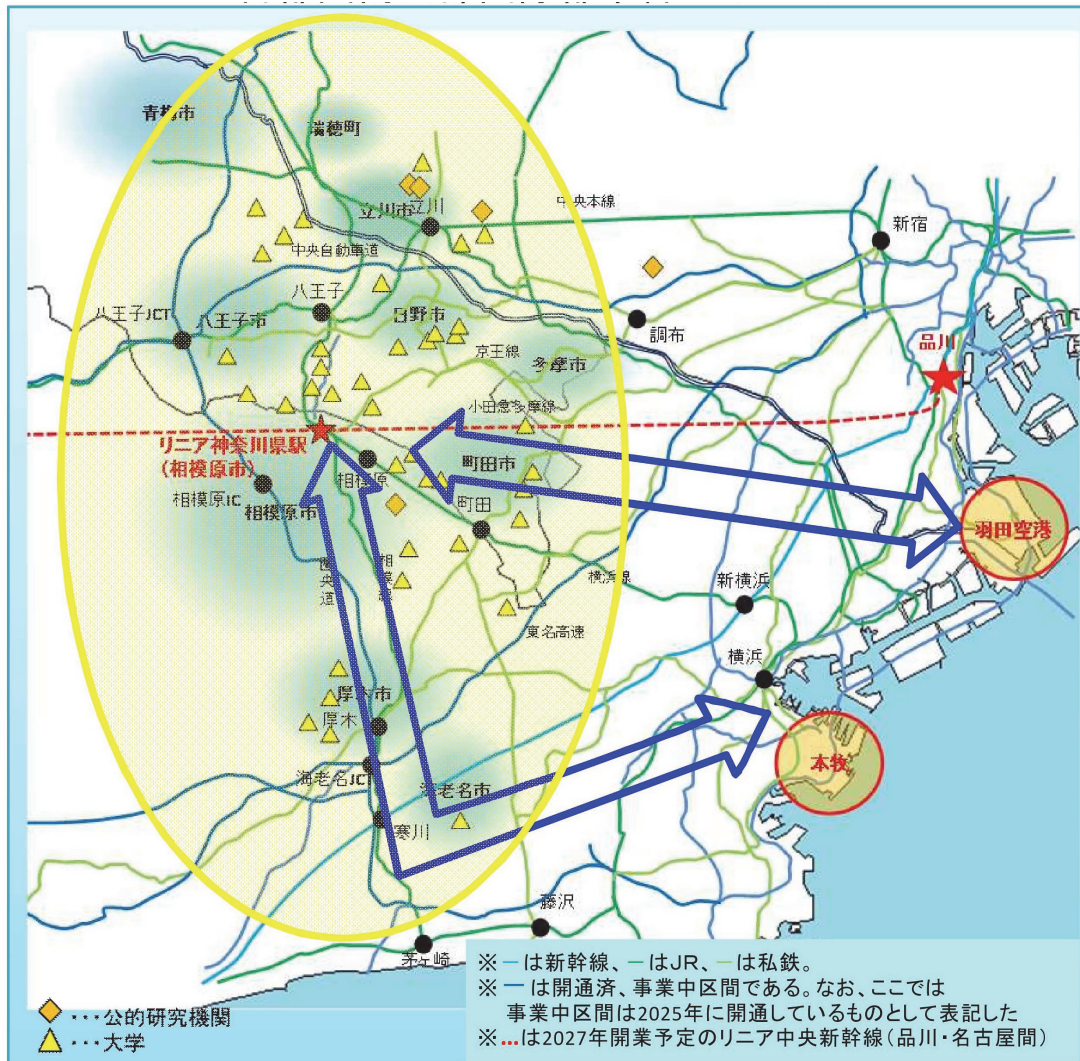 青梅市
瑞穂町
立川市
立川
中央本線
新宿
中央自動車道
八王子
八王子JCT
八王子市
日野市
調布
品川
京王線
多摩市
小田急多摩線
リニア神奈川県駅
(相模原市)
相模原
町田市
相模原IC
相模原市
町田
羽田空港
圏央道
相模線
横浜線
新横浜
東名高速
横浜
厚木市
厚木
本牧
海老名JCT
海老名市
寒川
藤沢
茅ヶ崎
※ーは新幹線、ーはJR、ーは私鉄。
※ーは開通済、事業中区間である。なお、ここでは
事業中区間は2025年に開通しているものとして表記した
※…は2027年開業予定のリニア中央新幹線(品川・名古屋間)
・・・公的研究機関
・・・大学